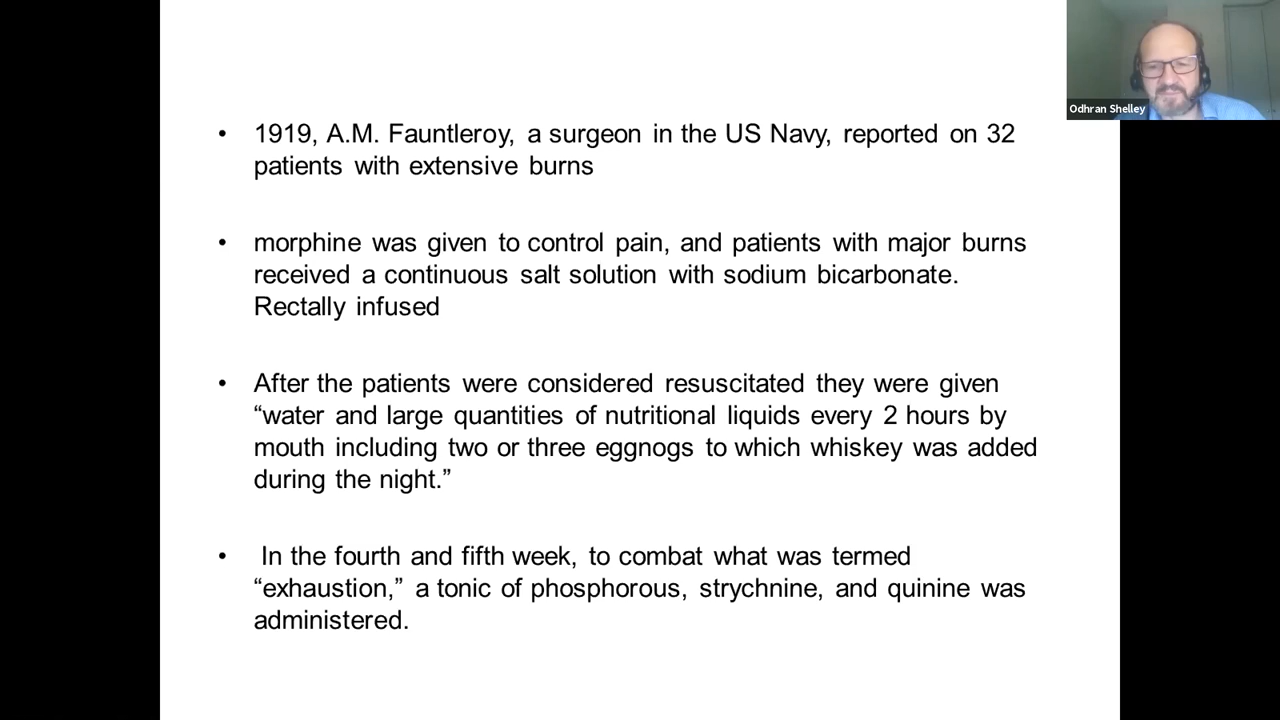 • 1919, A.M. Fauntleroy, a surgeon in the US Navy, reported on 32
patients with extensive burns
• morphine was given to control pain, and patients with major burns
received a continuous salt solution with sodium bicarbonate.
Rectally infused
• After the patients were considered resuscitated they were given
“water and large quantities of nutritional liquids every 2 hours by
mouth including two or three eggnogs to which whiskey was added
during the night.”
• In the fourth and fifth week, to combat what was termed
“exhaustion,” a tonic of phosphorous, strychnine, and quinine was
administered.
Odhran Shelley